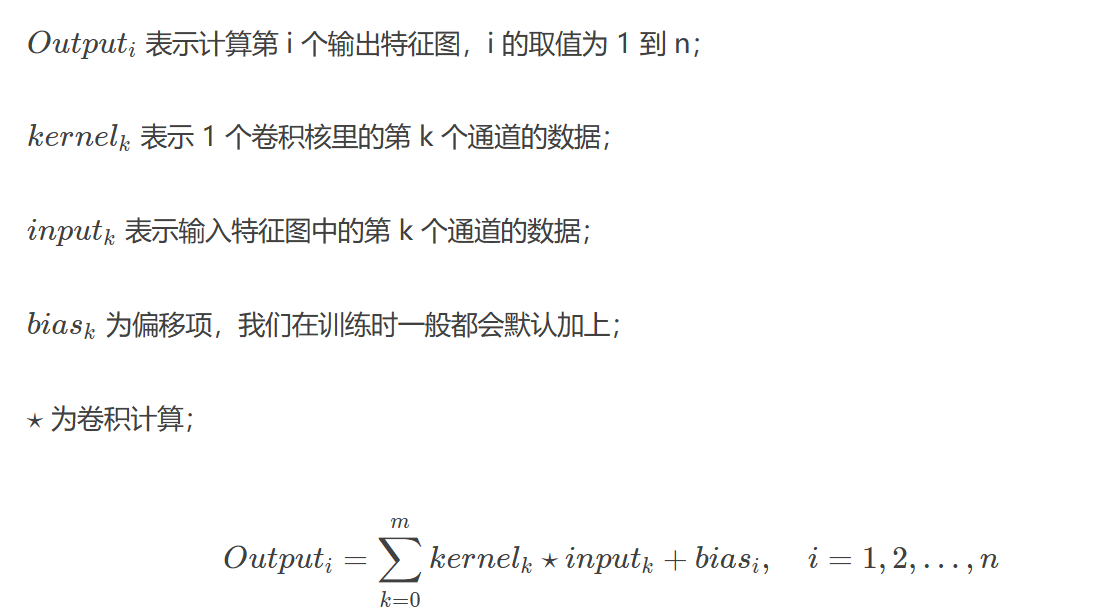 Output_i 表示计算第 i 个输出特征图，i 的取值为 1 到 n；
kernel_k 表示 1 个卷积核里的第 k 个通道的数据；
input_k 表示输入特征图中的第 k 个通道的数据；
bias_k 为偏移项，我们在训练时一般都会默认加上；
⋆ 为卷积计算；
Output_i = \sum_{k=0}^{m} kernel_k ⋆ input_k + bias_i, i = 1, 2, . . . , n